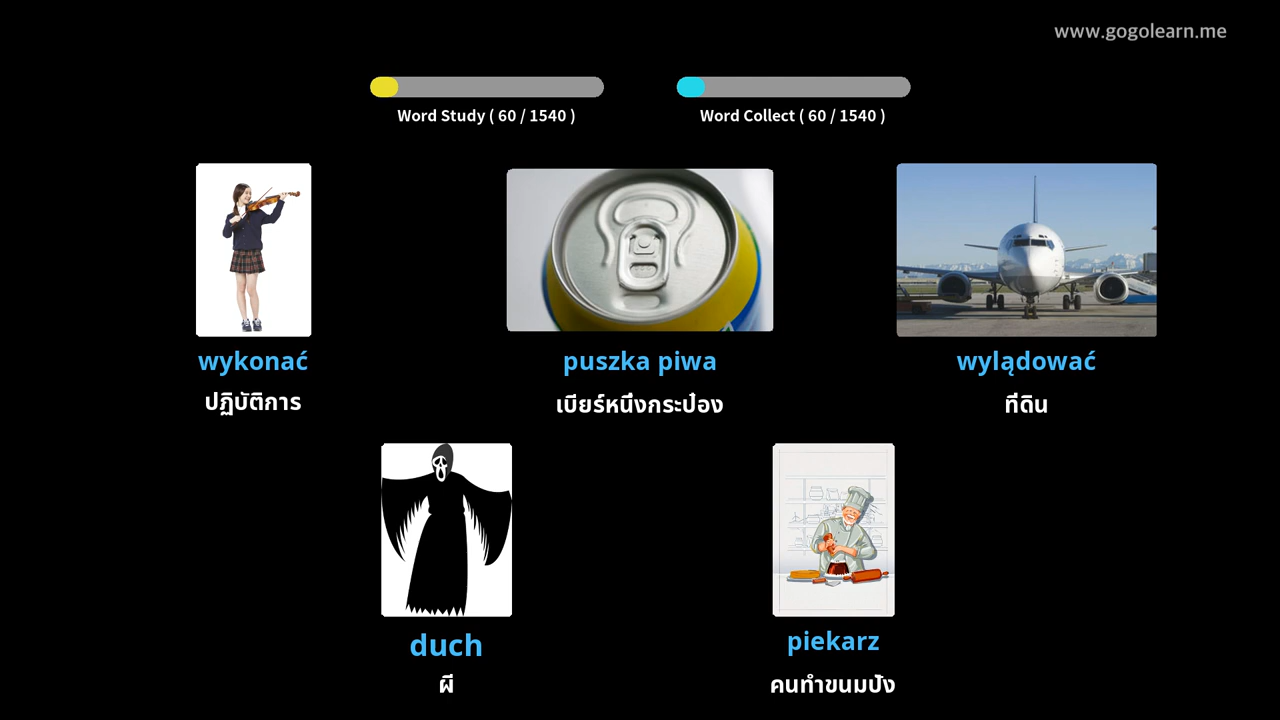 www.gogolearn.me
Word Study ( 60 / 1540 )
Word Collect ( 60 / 1540 )
wykonać
ปฏิบัติการ
puszka piwa
เบียร์หนึ่งกระป๋อง
wylądować
ที่ดิน
duch
ผี
piekarz
คนทำขนมปัง